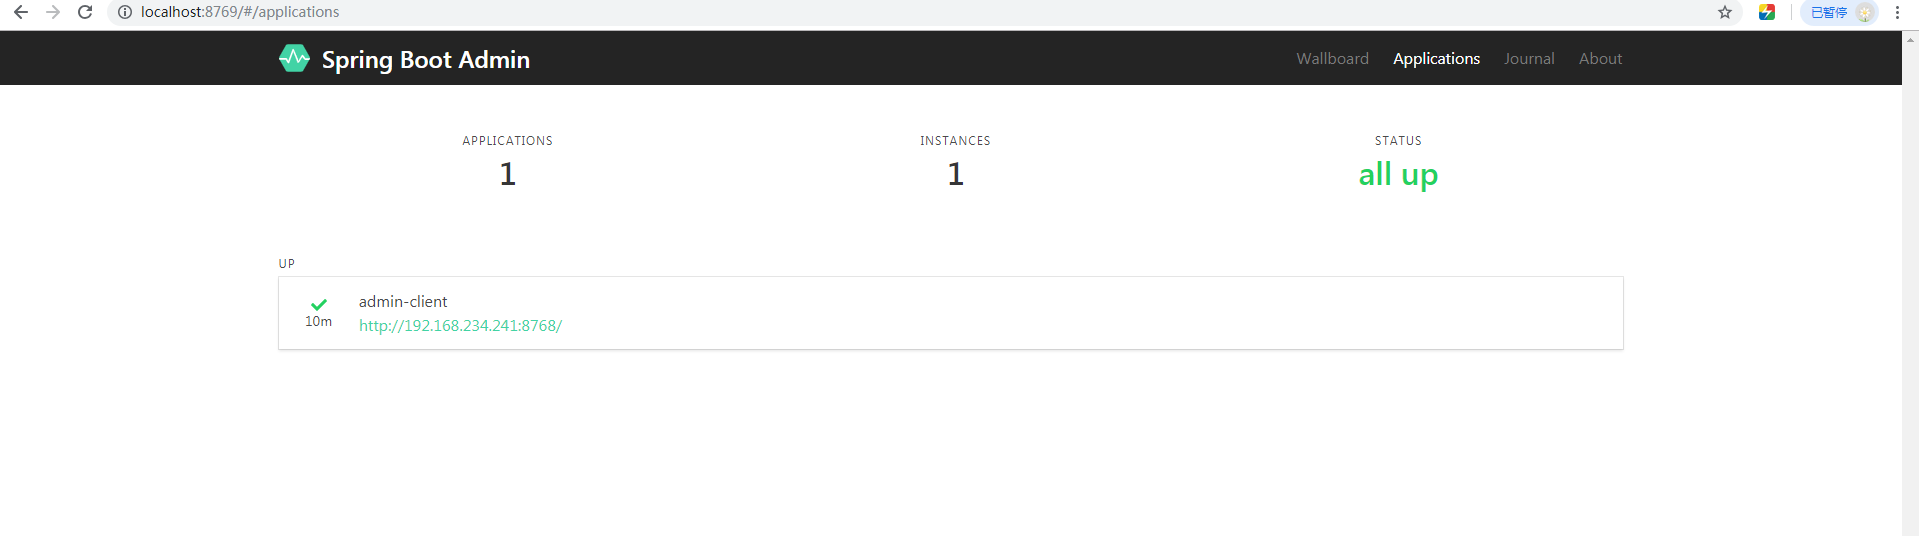 localhost:8769/#/applications
已暂停
Spring Boot Admin
Wallboard Applications Journal About
APPLICATIONS
1
INSTANCES
1
STATUS
all up
UP
10m
admin-client
http://192.168.234.241:8768/